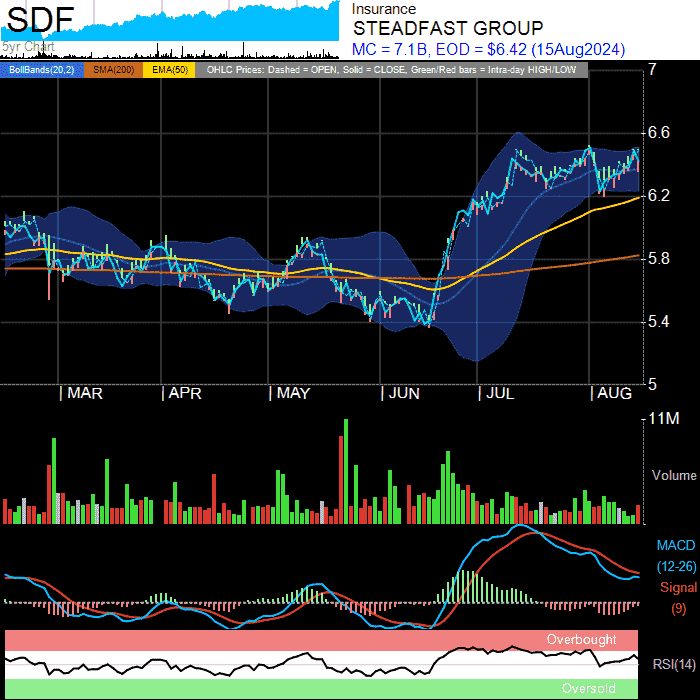 SDF
5yr Chart
Insurance
STEADFAST GROUP
MC = 7.1B, EOD = $6.42 (15Aug2024)
BollBands(20,2) SMA(200) EMA(50) OHLC Prices: Dashed = OPEN, Solid = CLOSE, Green/Red bars = Intra-day HIGH/LOW
7
6.6
6.2
5.8
5.4
5
MAR APR MAY JUN JUL AUG
11M
Volume
MACD
(12-26)
Signal
(9)
Overbought
RSI(14)
Oversold